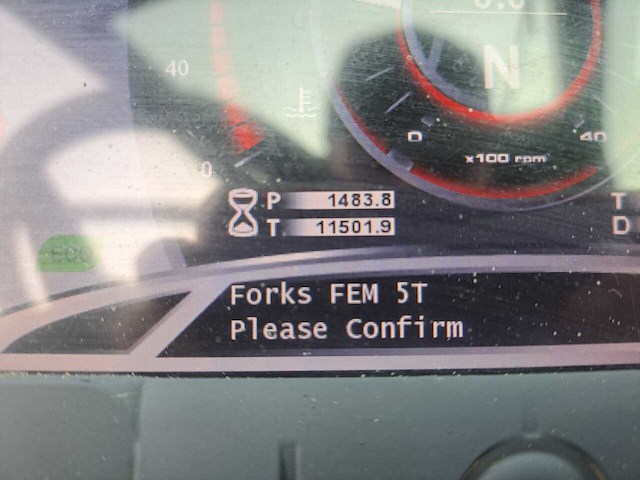 40
N
0
40
x100 rpm
0
P 1483.8
T 11501.9
T
D
Forks FEM 5T
Please Confirm